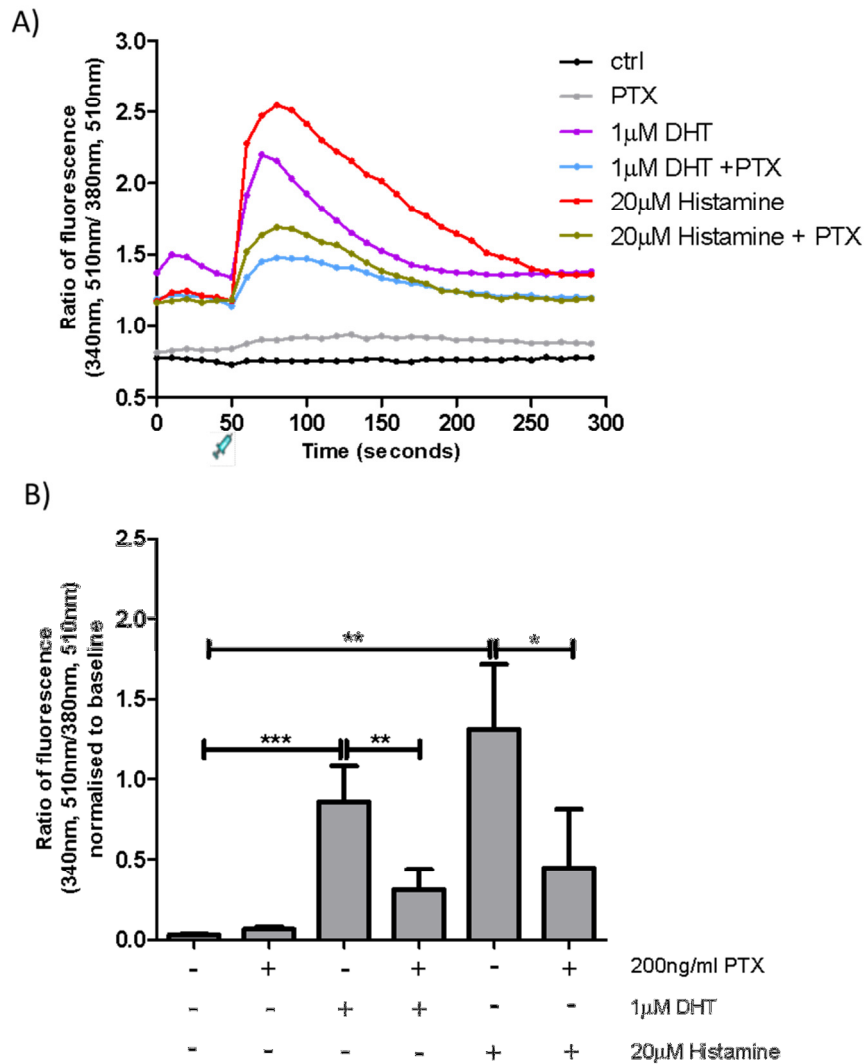 A)
Ratio of fluorescence
(340nm, 510nm/ 380nm, 510nm)
3.0
2.5
2.0
1.5
1.0
0.5
0
50
100
150
200
250
300
Time (seconds)
ctrl
PTX
1µM DHT
1µM DHT +PTX
20µM Histamine
20µM Histamine + PTX
B)
Ratio of fluorescence
(340nm, 510nm/380nm, 510nm)
normalised to baseline
2.5
2.0
1.5
1.0
0.5
0.0
** *
*** **
- + - + - + 200ng/ml PTX
- - + + - - 1µM DHT
- - - - + + 20µM Histamine